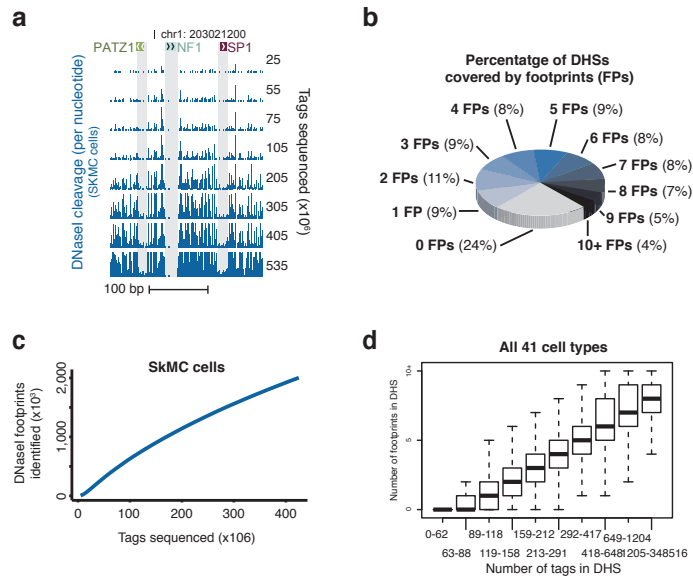 a
chr1: 203021200
PATZ1 NF1 SP1
DNaseI cleavage (per nucleotide)
(SKMC cells)
25
55
75
105
205
305
405
535
Tags sequenced (x10⁶)
100 bp
b
Percentatge of DHSs
covered by footprints (FPs)
4 FPs (8%)
5 FPs (9%)
3 FPs (9%)
6 FPs (8%)
2 FPs (11%)
7 FPs (8%)
8 FPs (7%)
1 FP (9%)
9 FPs (5%)
0 FPs (24%)
10+ FPs (4%)
c
SkMC cells
DNaseI footprints
identified (x10³)
2,000
1,000
0
0 100 200 300 400
Tags sequenced (x106)
d
All 41 cell types
Number of footprints in DHS
10+
5
0
0-62 89-118 159-212 292-417 649-1204
63-88 119-158 213-291 418-648 1205-348516
Number of tags in DHS